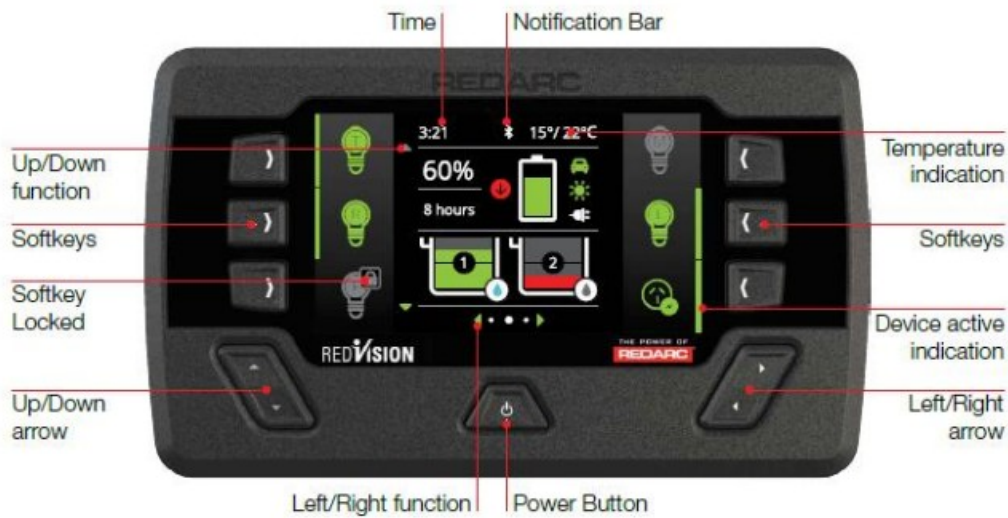 Time
Notification Bar
REDARC
Up/Down
function
Softkeys
Softkey
Locked
Up/Down
arrow
3:21
15°/ 22°C
60%
8 hours
1
2
T
R
M
REDVISION
THE POWER OF
REDARC
Temperature
indication
Softkeys
Device active
indication
Left/Right
arrow
Left/Right function
Power Button